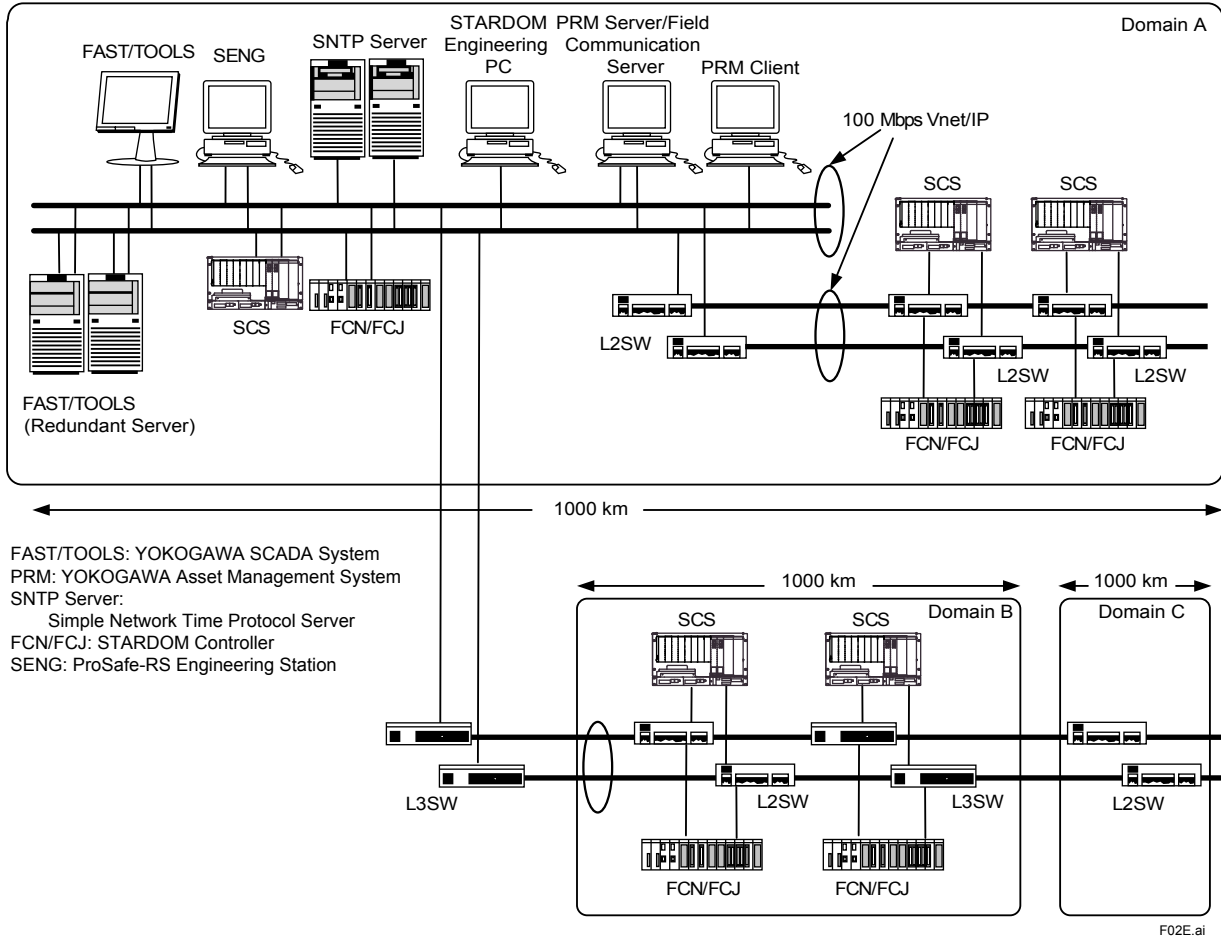 Domain A
FAST/TOOLS
SENG
SNTP Server
STARDOM
Engineering
PC
PRM Server/Field
Communication
Server
PRM Client
100 Mbps Vnet/IP
SCS
SCS
SCS
FCN/FCJ
L2SW
L2SW
L2SW
FAST/TOOLS
(Redundant Server)
FCN/FCJ
FCN/FCJ
1000 km
FAST/TOOLS: YOKOGAWA SCADA System
PRM: YOKOGAWA Asset Management System
SNTP Server:
Simple Network Time Protocol Server
FCN/FCJ: STARDOM Controller
SENG: ProSafe-RS Engineering Station
1000 km
1000 km
Domain B
Domain C
SCS
SCS
L3SW
L2SW
L3SW
L2SW
FCN/FCJ
FCN/FCJ
F02E.ai